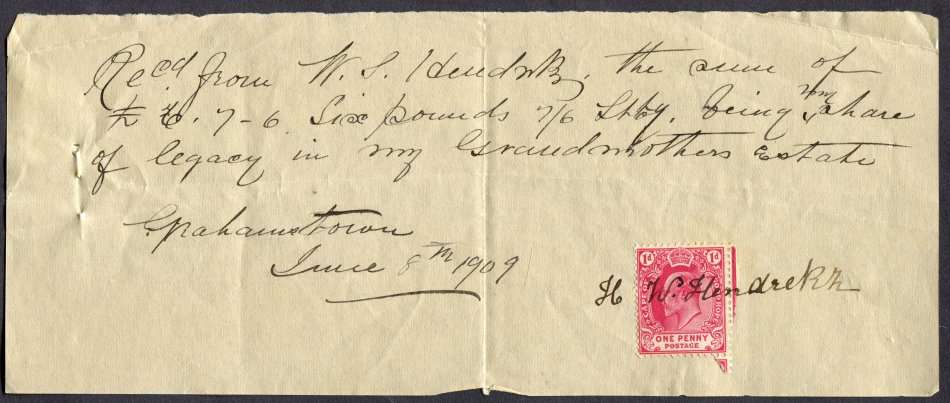 Recd. from W. S. Hendrikz, the sum of
£ 6. 7-6 Six pounds 7/6 Stlg. being my share
of legacy in my Grandmothers Estate
Grahamstown
June 8th 1909
H W. Hendrikz
1d 1d
ONE PENNY
POSTAGE